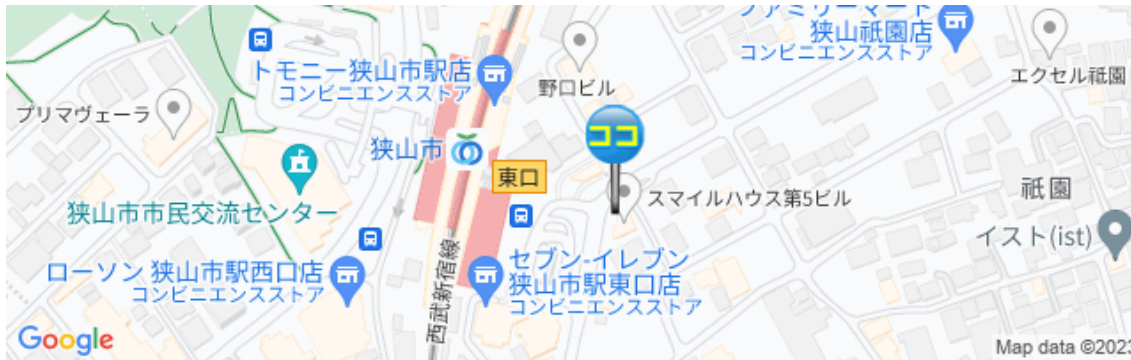 ファミリーマート
狭山祇園店
コンビニエンスストア
トモニー狭山市駅店
コンビニエンスストア
野口ビル
エクセル祇園
プリマヴェーラ
ココ
狭山市
東口
狭山市市民交流センター
スマイルハウス第5ビル
祇園
イスト(ist)
ローソン 狭山市駅西口店
コンビニエンスストア
西武新宿線
セブン-イレブン
狭山市駅東口店
コンビニエンスストア
Google
Map data ©2023